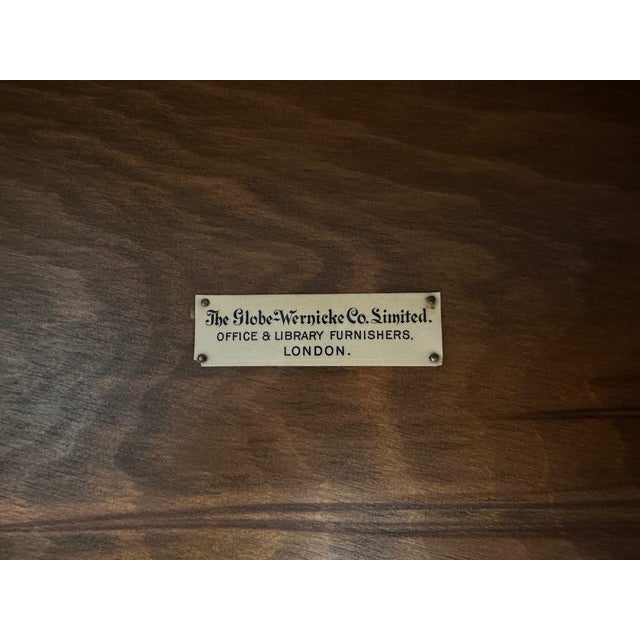 The Globe-Wernicke Co. Limited.
OFFICE & LIBRARY FURNISHERS.
LONDON.